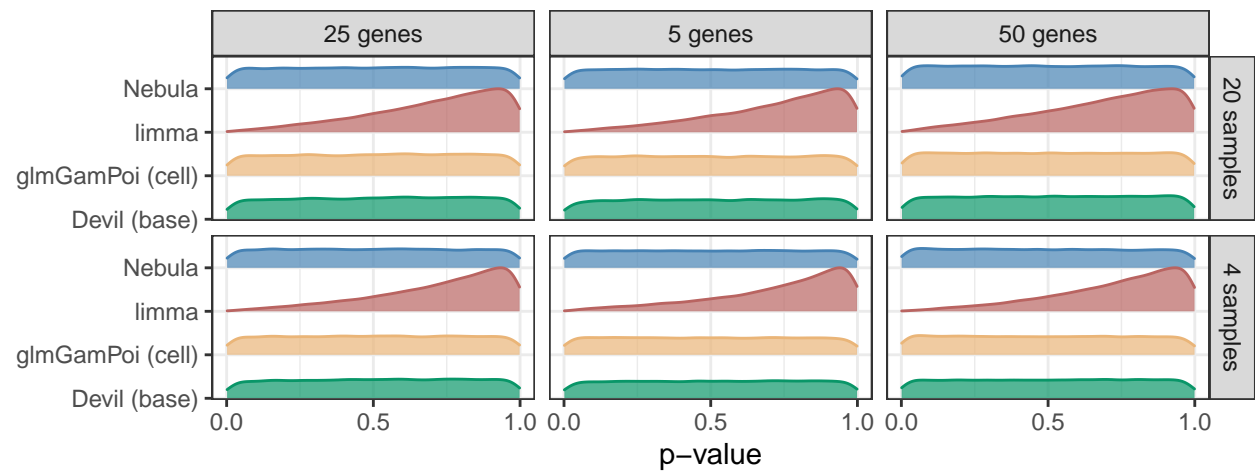 25 genes
5 genes
50 genes
20 samples
Nebula
limma
glmGamPoi (cell)
Devil (base)
4 samples
Nebula
limma
glmGamPoi (cell)
Devil (base)
0.0 0.5 1.0
0.0 0.5 1.0
0.0 0.5 1.0
p−value